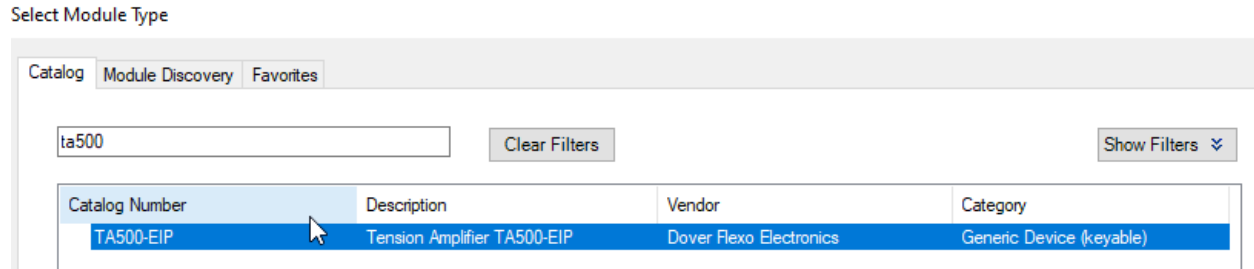 Select Module Type
Catalog Module Discovery Favorites
ta500 Clear Filters Show Filters
Catalog Number Description Vendor Category
TA500-EIP Tension Amplifier TA500-EIP Dover Flexo Electronics Generic Device (keyable)